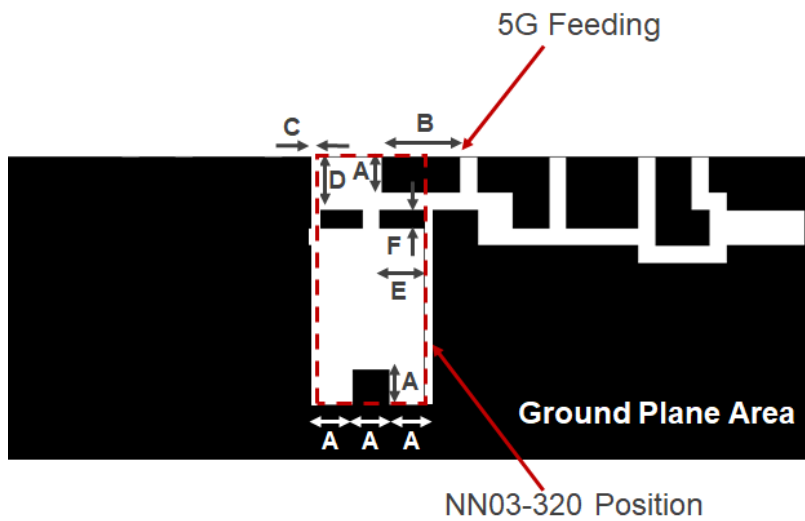 5G Feeding
C
B
D
A
F
E
A
Ground Plane Area
A
A
A
NN03-320 Position